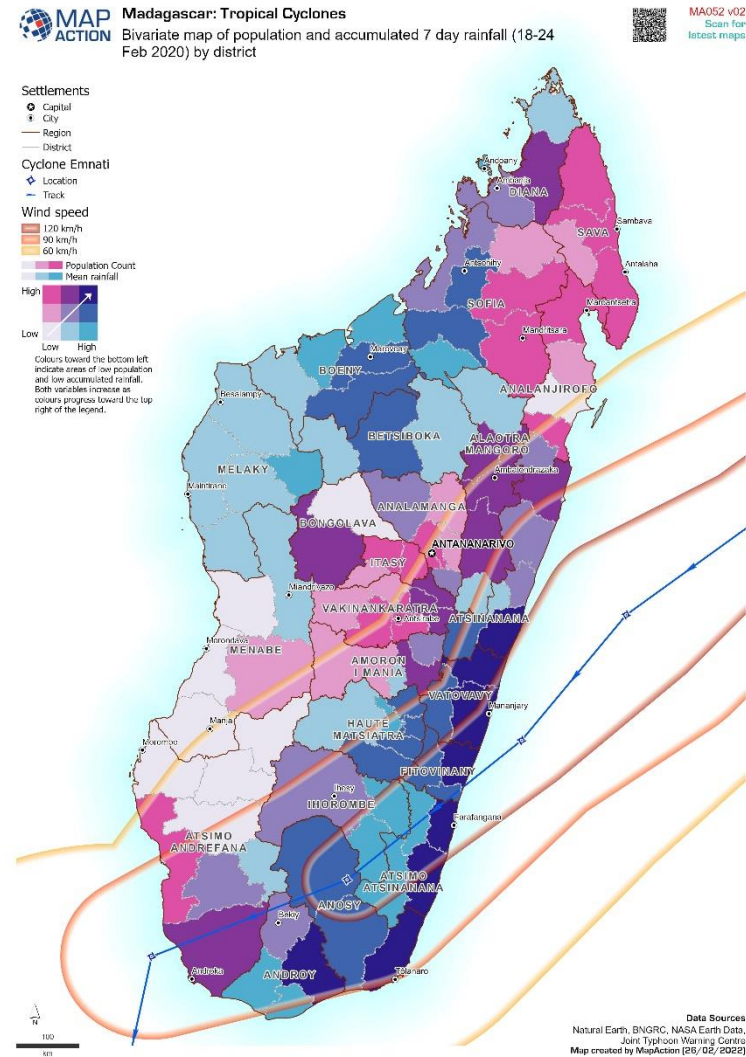 MAP ACTION
Madagascar: Tropical Cyclones
Bivariate map of population and accumulated 7 day rainfall (18-24
Feb 2020) by district
MA052 v02
Scan for
latest maps
Settlements
Capital
City
Region
District
Cyclone Emnati
Location
Track
Wind speed
120 km/h
90 km/h
60 km/h
Population Count
Mean rainfall
High
Low
Low High
Colours toward the bottom left
indicate areas of low population
and low accumulated rainfall.
Both variables increase as
colours progress toward the top
right of the legend.
Andoany
Ambanja
DIANA
SAVA
Sambava
Antalaha
Antsohihy
SOFIA
Maroantsetra
Mandritsara
Marovoay
BOENY
ANALANJIROFO
Besalampy
BETSIBOKA
ALAOTRA
MANGORO
MELAKY
Ambatondrazaka
Maintirano
ANALAMANGA
BONGOLAVA
ANTANANARIVO
ITASY
Miandrivazo
VAKINANKARATRA
Antsirabe
ATSINANANA
Morondava
MENABE
AMORON
I MANIA
VATOVAVY
Mananjary
Manja
HAUTE
MATSIATRA
Morombe
FITOVINANY
Ihosy
IHOROMBE
Farafangana
ATSIMO
ANDREFANA
ATSIMO
ATSINANANA
ANOSY
Bekily
Androka
ANDROY
Tôlanaro
N
100
km
Data Sources
Natural Earth, BNGRC, NASA Earth Data,
Joint Typhoon Warning Centre
Map created by MapAction (26/02/2022)